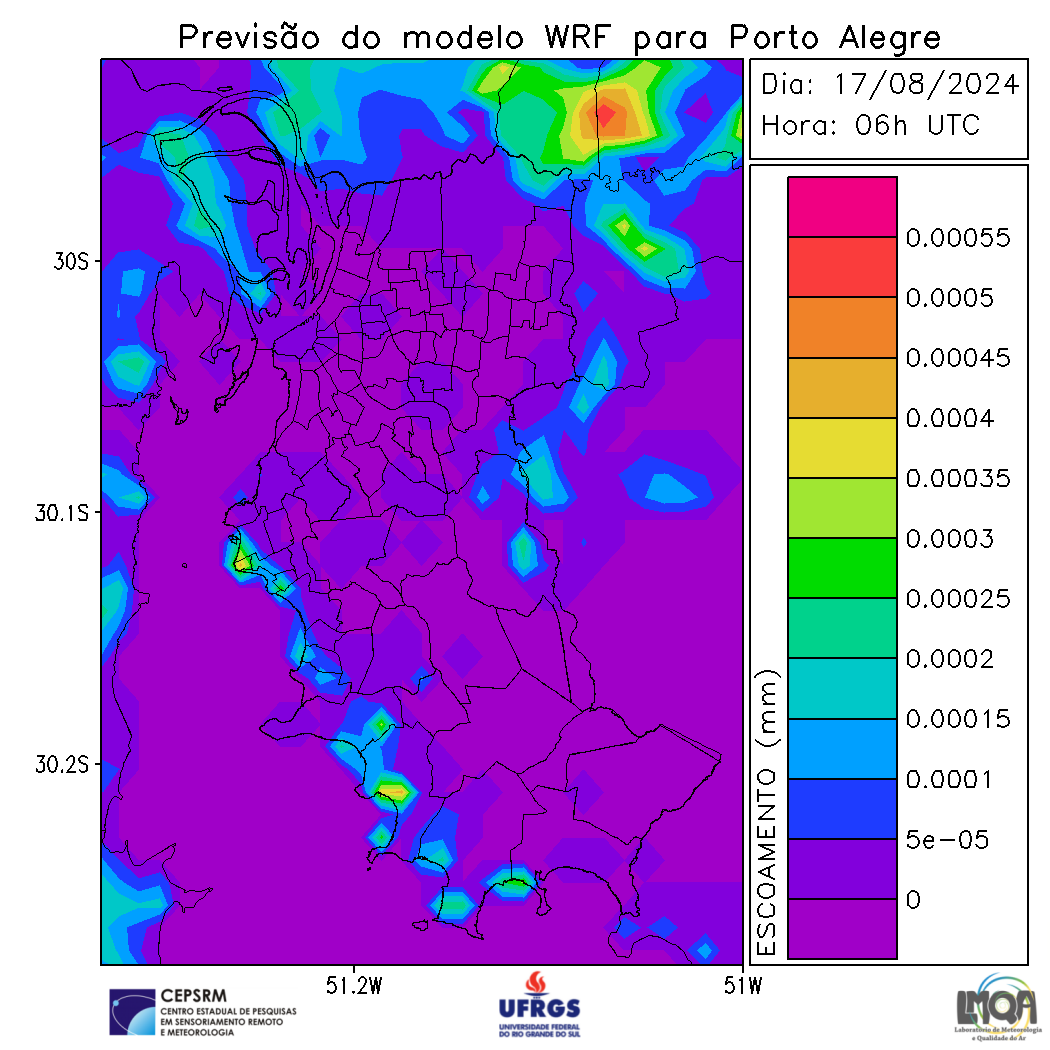 Previsão do modelo WRF para Porto Alegre
Dia: 17/08/2024
Hora: 06h UTC
30S
30.1S
30.2S
51.2W
51W
ESCOAMENTO (mm)
0.00055
0.0005
0.00045
0.0004
0.00035
0.0003
0.00025
0.0002
0.00015
0.0001
5e-05
0
CEPSRM
CENTRO ESTADUAL DE PESQUISAS
EM SENSORIAMENTO REMOTO
E METEOROLOGIA
UFRGS
UNIVERSIDADE FEDERAL
DO RIO GRANDE DO SUL
LMQA
Laboratório de Meteorologia
e Qualidade do Ar